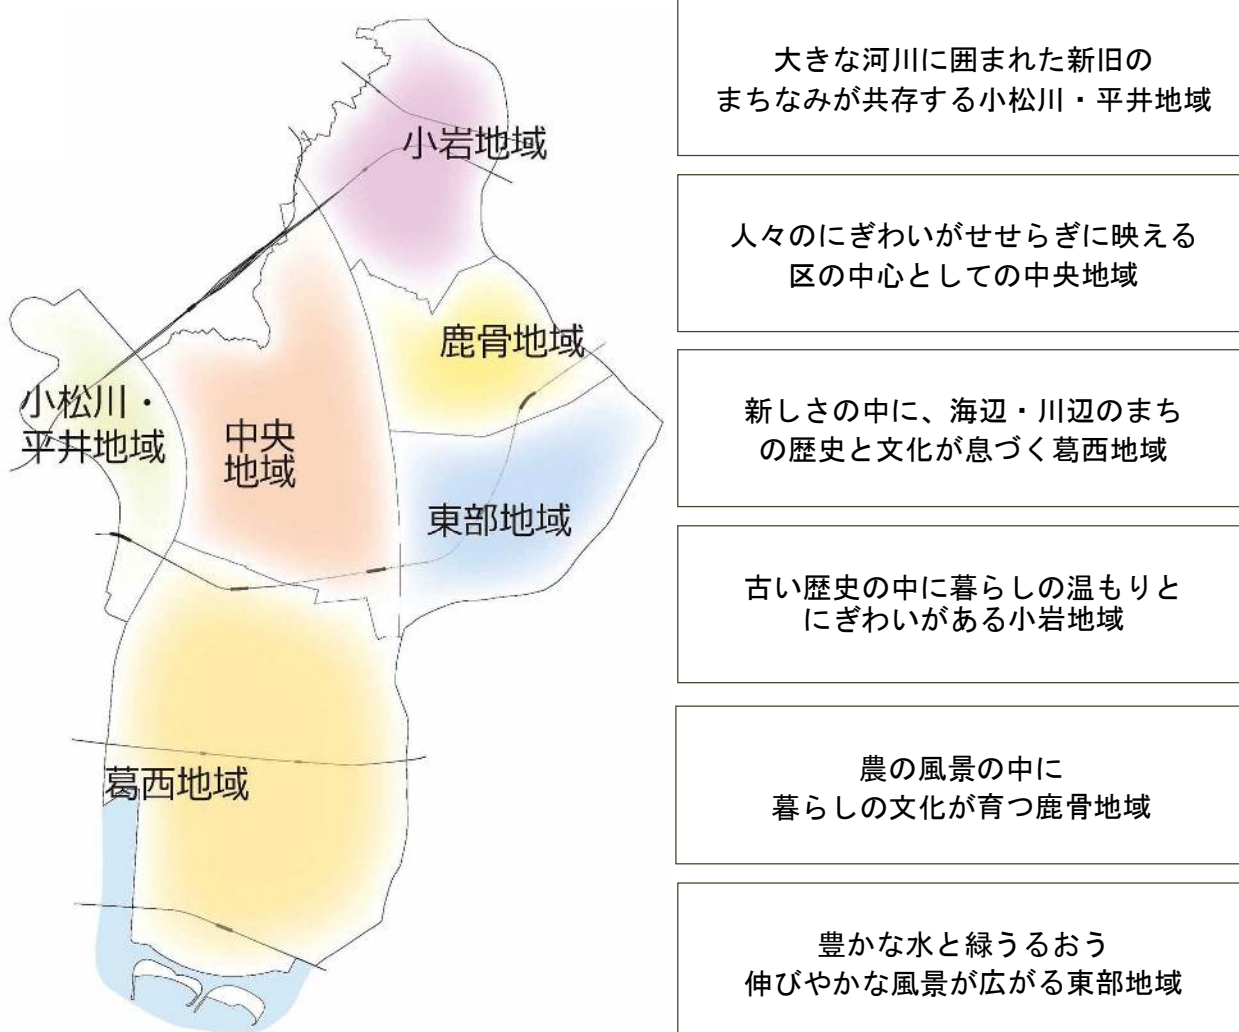 小岩地域
鹿骨地域
小松川・
平井地域
中央
地域
東部地域
葛西地域
大きな河川に囲まれた新旧の
まちなみが共存する小松川・平井地域
人々のにぎわいがせせらぎに映える
区の中心としての中央地域
新しさの中に、海辺・川辺のまち
の歴史と文化が息づく葛西地域
古い歴史の中に暮らしの温もりと
にぎわいがある小岩地域
農の風景の中に
暮らしの文化が育つ鹿骨地域
豊かな水と緑うるおう
伸びやかな風景が広がる東部地域